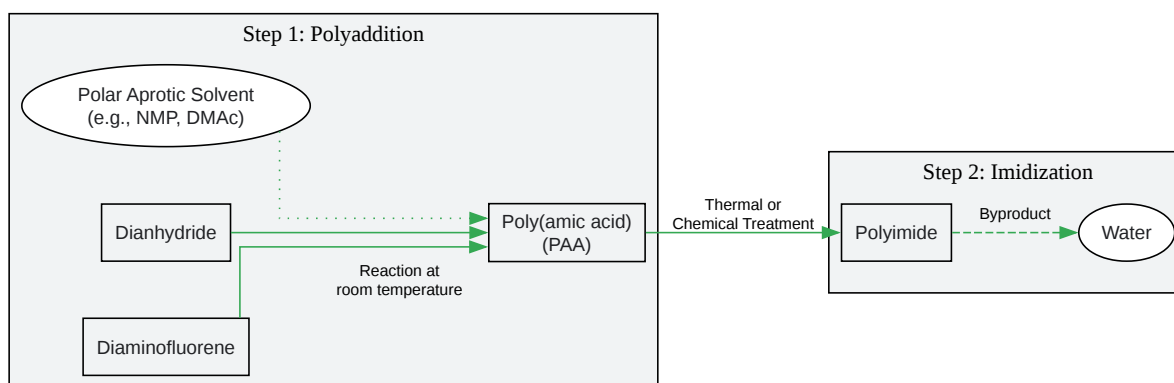 Step 1: Polyaddition
Polar Aprotic Solvent
(e.g., NMP, DMAc)
Dianhydride
Diaminofluorene
Reaction at
room temperature
Poly(amic acid)
(PAA)
Thermal or
Chemical Treatment
Step 2: Imidization
Polyimide
Byproduct
Water